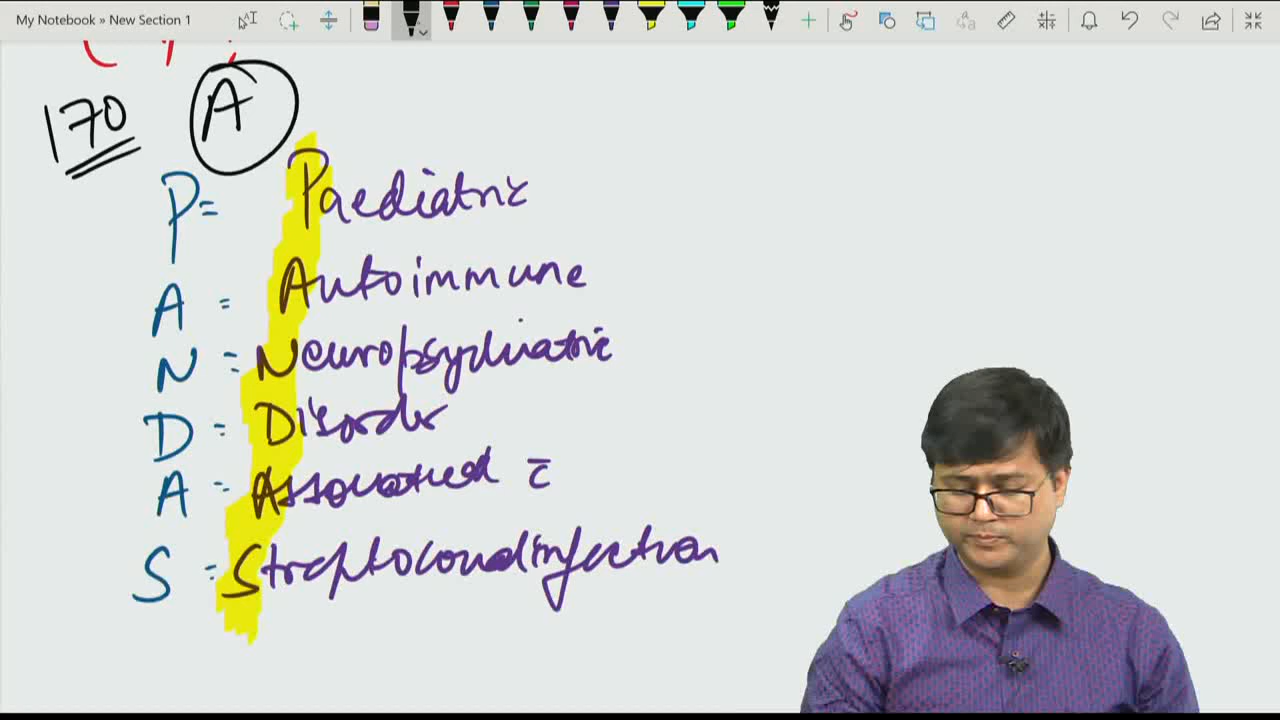 My Notebook » New Section 1
170 A
P = Paediatric
A = Autoimmune
N = Neuropsychiatric
D = Disorder
A = Associated c̄
S = Streptococcal infection